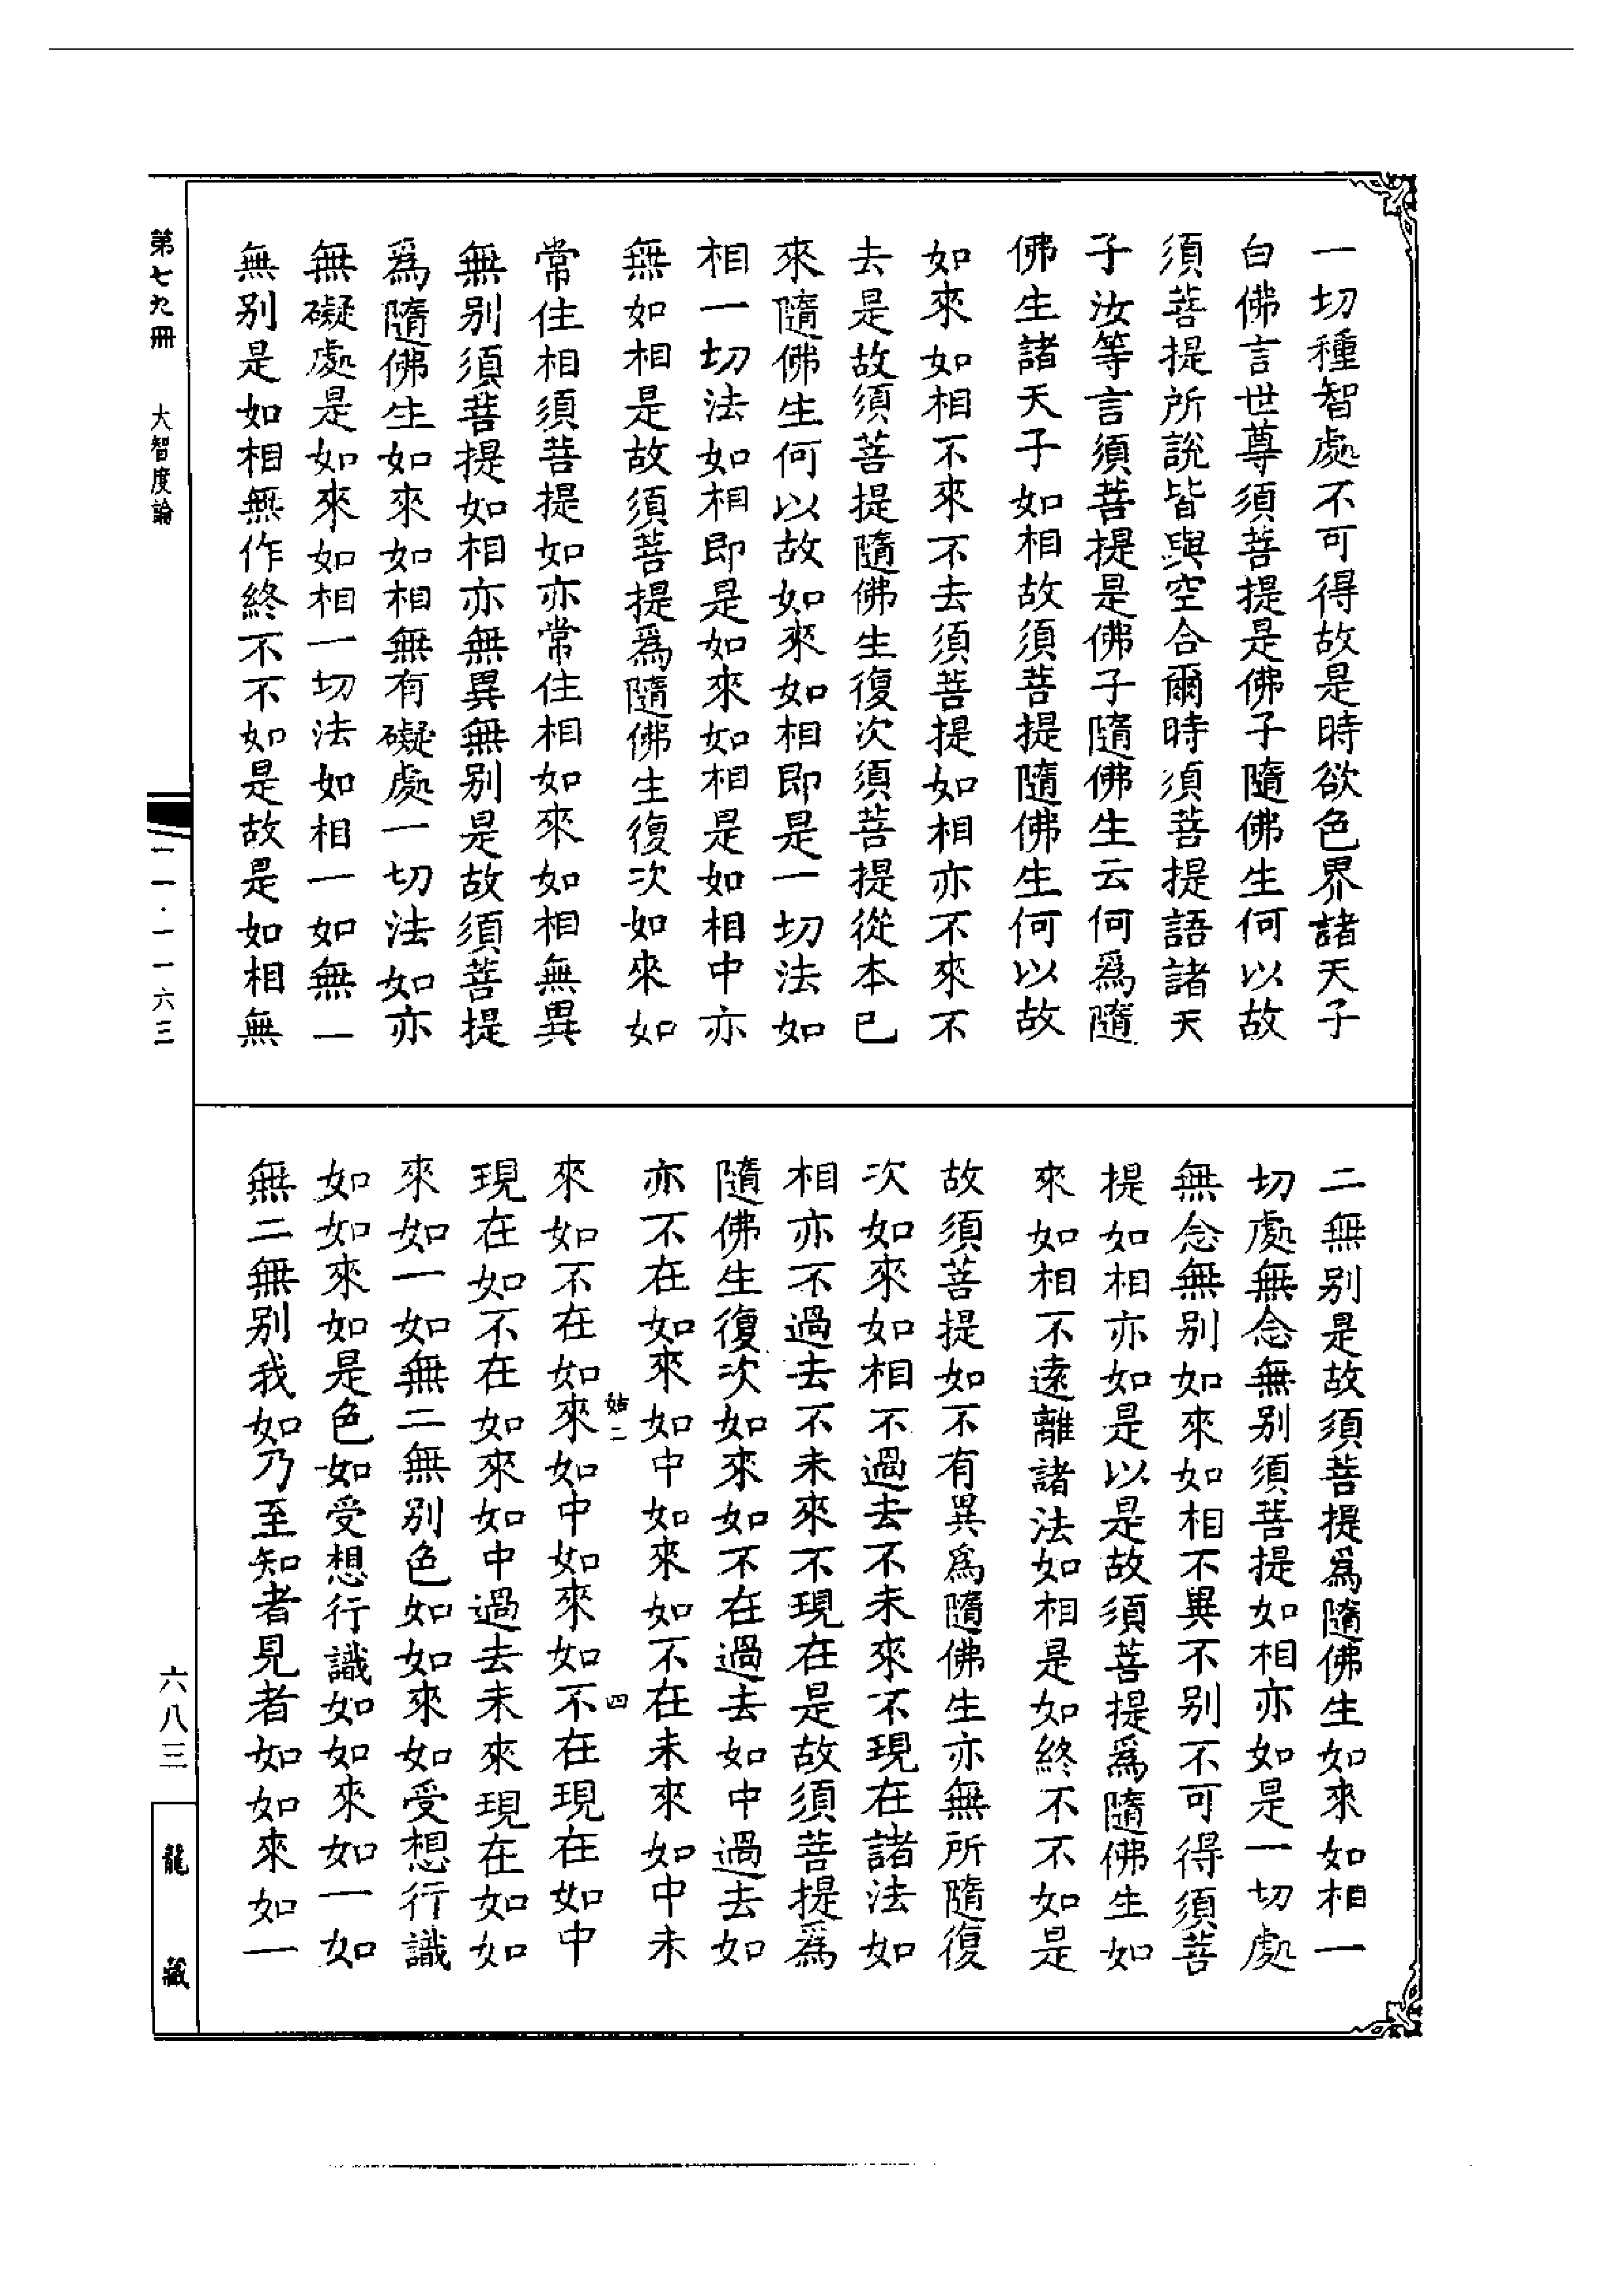 一切種智處不可得故是時欲色界諸天子
白佛言世尊須菩提是佛子隨佛生何以故
須菩提所說皆與空合爾時須菩提語諸天
子汝等言須菩提是佛子隨佛生云何爲隨
佛生諸天子如相故須菩提隨佛生何以故
如來如相不來不去須菩提如相亦不來不
去是故須菩提隨佛生復次須菩提從本已
來隨佛生何以故如來如相即是一切法如
相一切法如相即是如來如相是如相中亦
無如相是故須菩提爲隨佛生復次如來如
常住相須菩提如亦常住相如來如相無異
無別須菩提如相亦無異無別是故須菩提
爲隨佛生如來如相無有礙處一切法如亦
無礙處是如來如相一切法如相一如無二
無別是如相無作終不不如是故是如相無
二無別是故須菩提爲隨佛生如來如相一
切處無念無別須菩提如相亦如是一切處
無念無別如來如相不異不別不可得須菩
提如相亦如是以是故須菩提爲隨佛生如
來如相不遠離諸法如相是如終不不如是
故須菩提如不有異爲隨佛生亦無所隨復
次如來如相不過去不未來不現在諸法如
相亦不過去不未來不現在是故須菩提爲
隨佛生復次如來如不在過去如中過去如
亦不在如來如中如來如不在未來如中未
姑二 四
來如不在如來如中如來如不在現在如中
現在如不在如來如中過去未來現在如如
來如一如無二無別色如如來如受想行識
如如來如是色如受想行識如如來如一如
無二無別我如乃至知者見者如如來如一
第七九冊 大智度論
一一·一一六三
六八三
龍藏